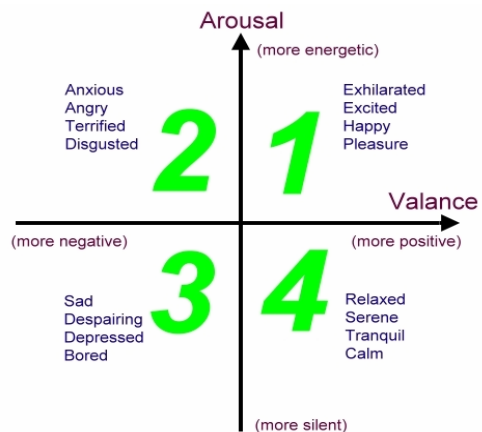 Arousal
(more energetic)
Anxious
Angry
Terrified
Disgusted
2
Exhilarated
Excited
Happy
Pleasure
1
Valance
(more negative)
(more positive)
3
Sad
Despairing
Depressed
Bored
4
Relaxed
Serene
Tranquil
Calm
(more silent)